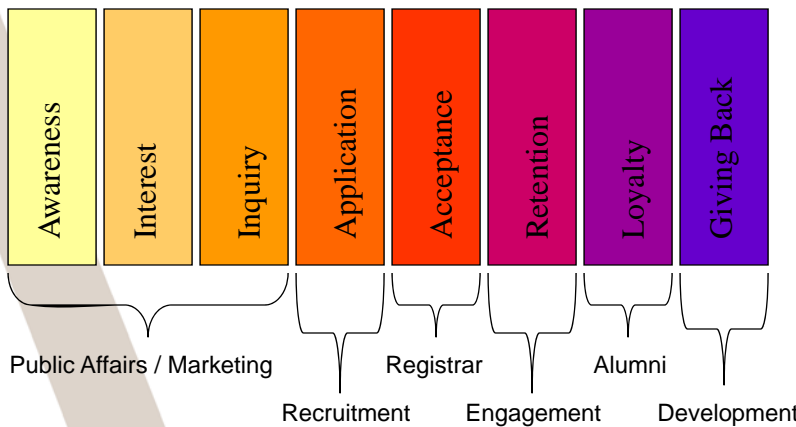 Awareness
Interest
Inquiry
Application
Acceptance
Retention
Loyalty
Giving Back
Public Affairs / Marketing
Registrar
Alumni
Recruitment
Engagement
Development